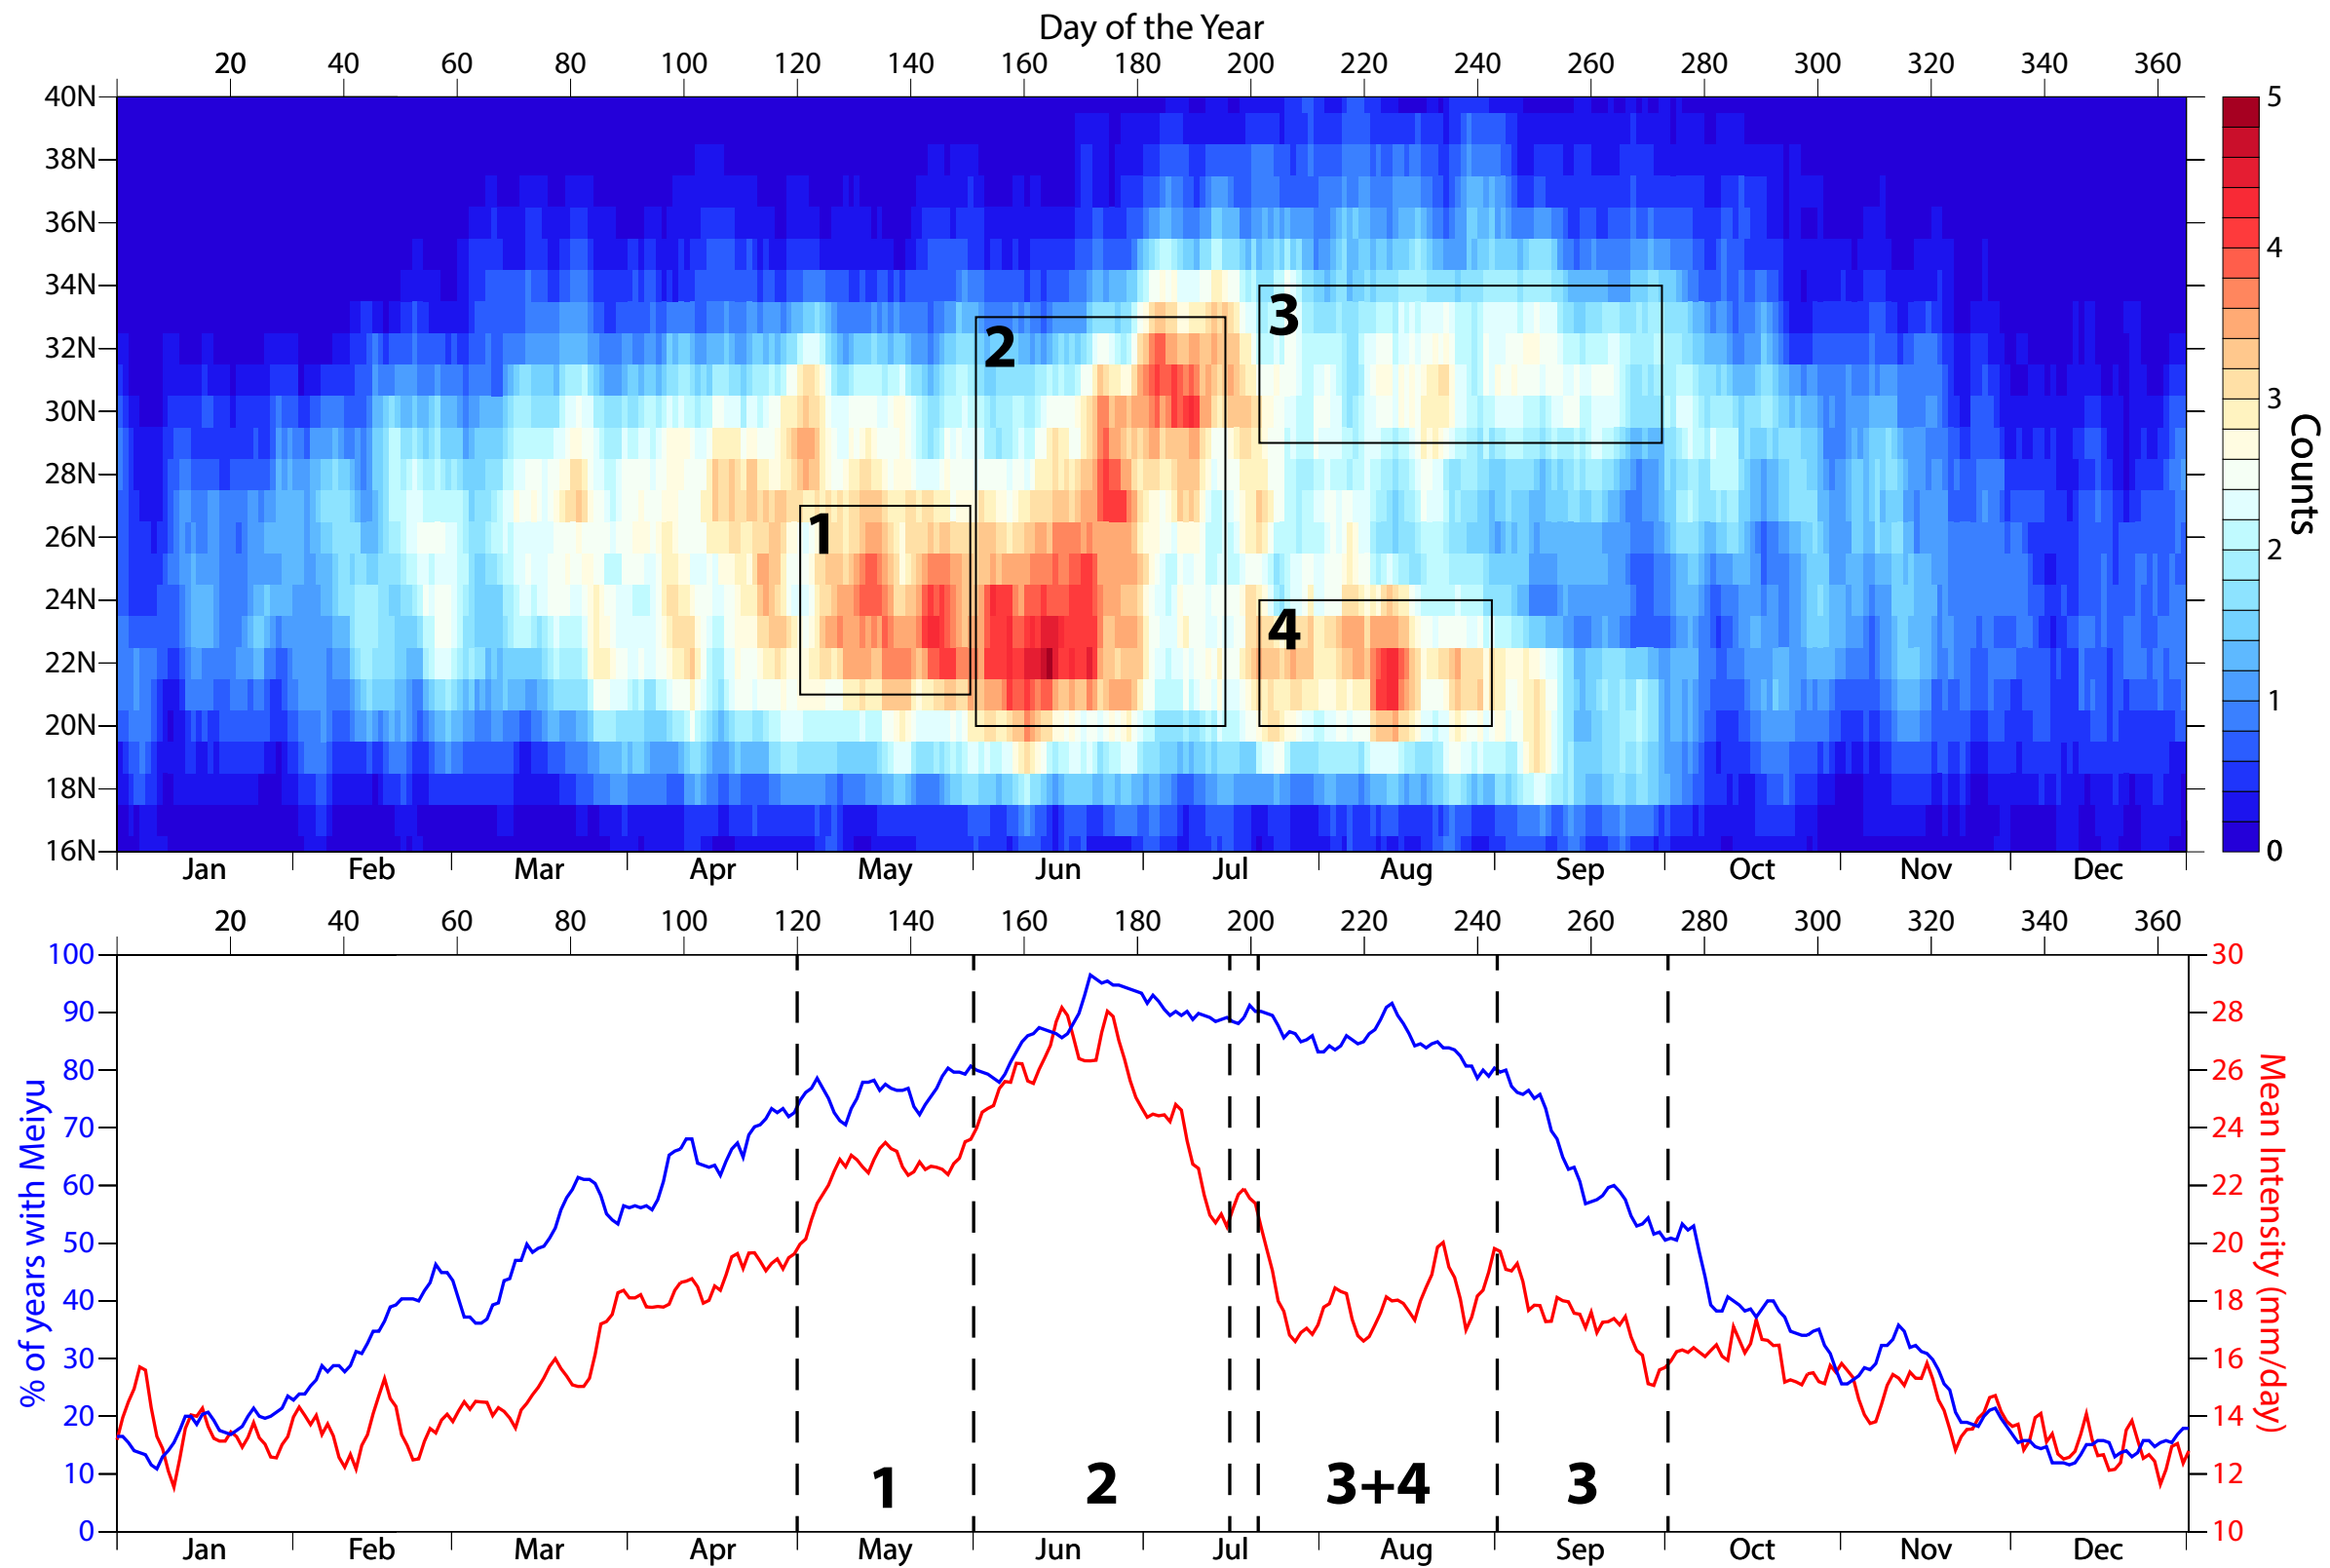 Day of the Year
20 40 60 80 100 120 140 160 180 200 220 240 260 280 300 320 340 360
40N
38N
36N
34N
32N
30N
28N
26N
24N
22N
20N
18N
16N
1
2
3
4
5
4
3
2
1
0
Counts
Jan Feb Mar Apr May Jun Jul Aug Sep Oct Nov Dec
20 40 60 80 100 120 140 160 180 200 220 240 260 280 300 320 340 360
% of years with Meiyu
100
90
80
70
60
50
40
30
20
10
0
1 2 3+4 3
30
28
26
24
22
20
18
16
14
12
10
Mean Intensity (mm/day)
Jan Feb Mar Apr May Jun Jul Aug Sep Oct Nov Dec